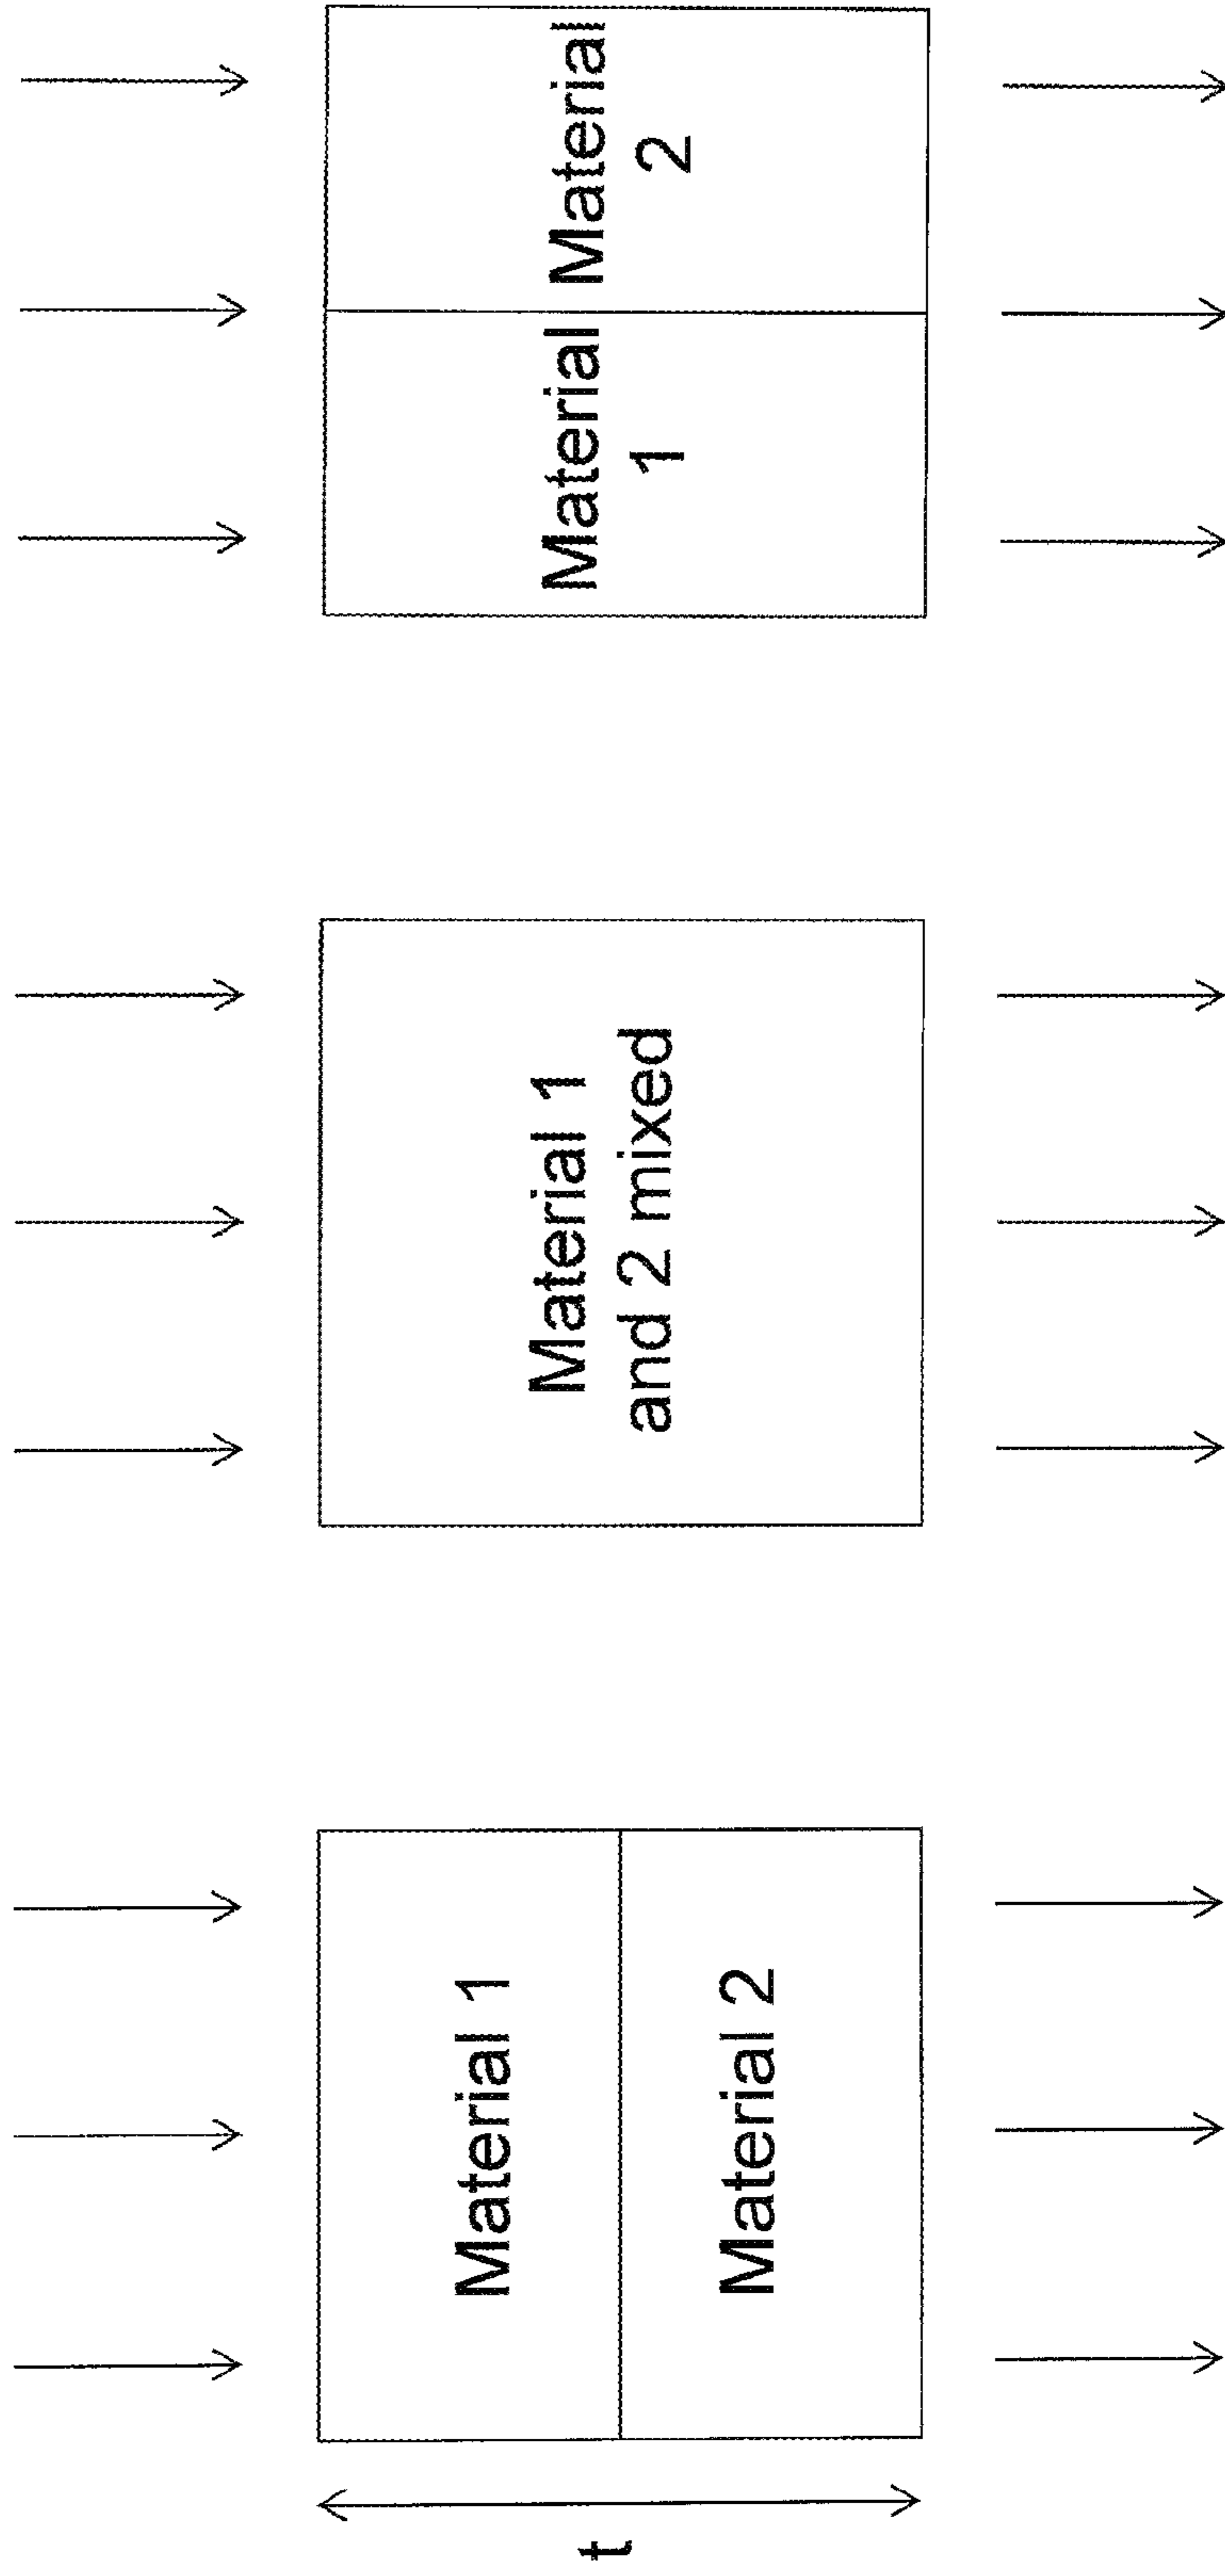 t
Material 1
Material 2
Material 1
and 2 mixed
Material
1
Material
2